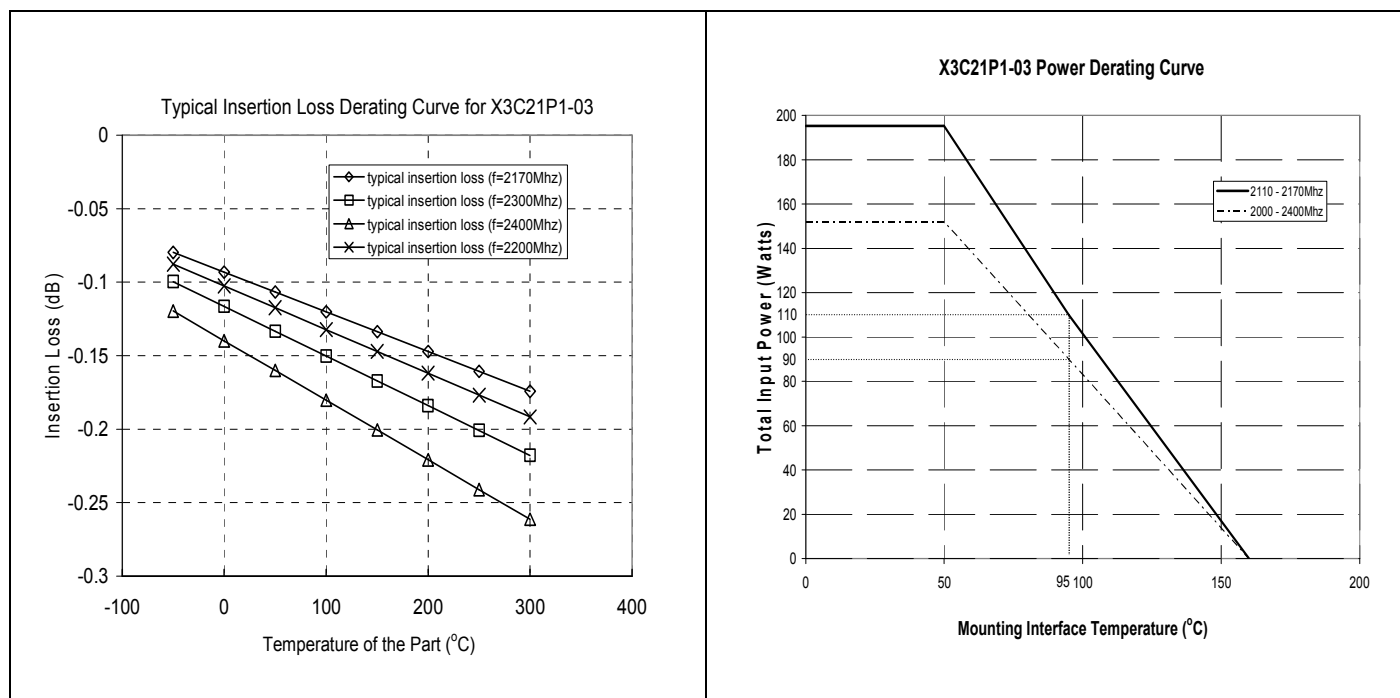 Typical Insertion Loss Derating Curve for X3C21P1-03
0
-0.05
-0.1
-0.15
-0.2
-0.25
-0.3
Insertion Loss (dB)
typical insertion loss (f=2170Mhz)
typical insertion loss (f=2300Mhz)
typical insertion loss (f=2400Mhz)
typical insertion loss (f=2200Mhz)
-100 0 100 200 300 400
Temperature of the Part (°C)
X3C21P1-03 Power Derating Curve
200
180
160
140
120
110
100
90
80
60
40
20
0
Total Input Power (Watts)
2110 - 2170Mhz
2000 - 2400Mhz
0 50 95 100 150 200
Mounting Interface Temperature (°C)